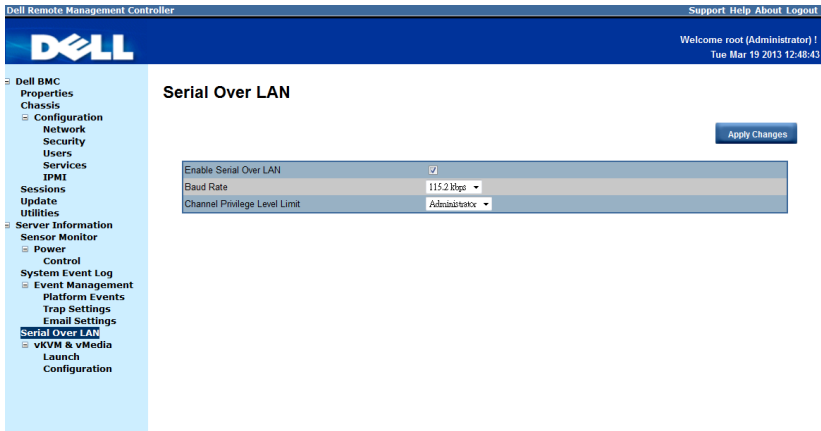 Dell Remote Management Controller
Support Help About Logout
DELL
Welcome root (Administrator) !
Tue Mar 19 2013 12:48:43
Dell BMC
Properties
Chassis
Configuration
Network
Security
Users
Services
IPMI
Sessions
Update
Utilities
Server Information
Sensor Monitor
Power
Control
System Event Log
Event Management
Platform Events
Trap Settings
Email Settings
Serial Over LAN
vKVM & vMedia
Launch
Configuration
Serial Over LAN
Apply Changes
Enable Serial Over LAN
Baud Rate 115.2 kbps
Channel Privilege Level Limit Administrator